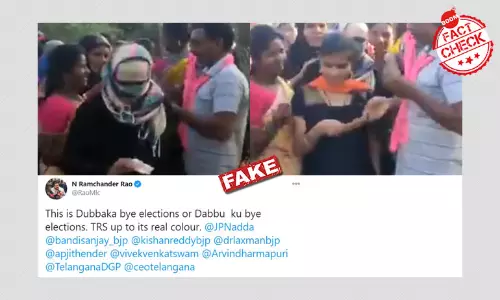 BOOM
FACT
CHECK
FAKE
N Ramchander Rao
@RaoMlc
This is Dubbaka bye elections or Dabbu ku bye
elections. TRS up to its real colour. @JPNadda
@bandisanjay_bjp @kishanreddybjp @drlaxmanbjp
@apjithender @vivekvenkatswam @Arvindharmapuri
@TelanganaDGP @ceotelangana